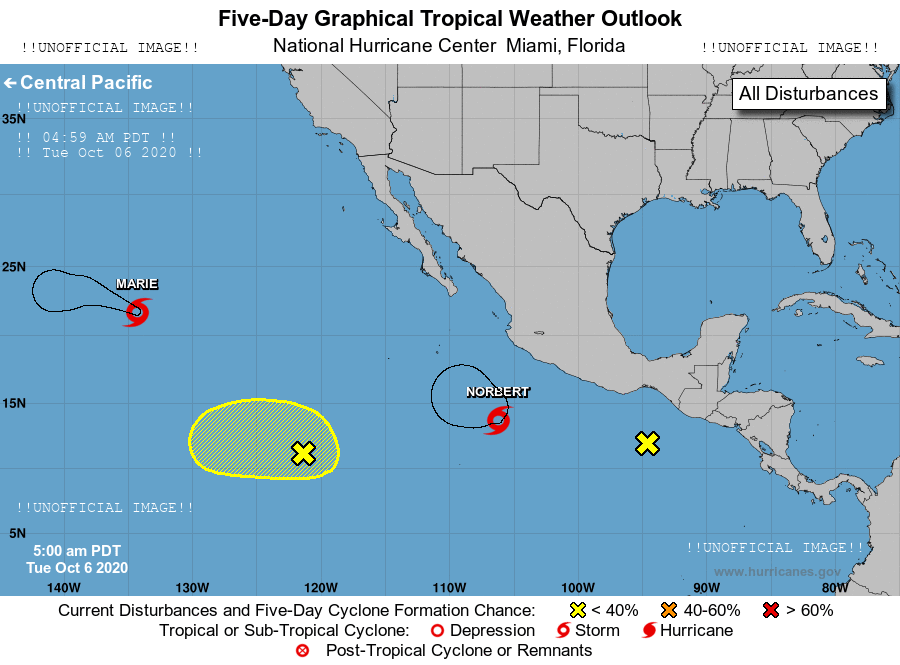 Five-Day Graphical Tropical Weather Outlook
!!UNOFFICIAL IMAGE!! National Hurricane Center Miami, Florida !!UNOFFICIAL IMAGE!!
← Central Pacific
All Disturbances
!!UNOFFICIAL IMAGE!!
35N
!! 04:59 AM PDT !!
!! Tue Oct 06 2020 !!
25N
MARIE
NORBERT
15N
!!UNOFFICIAL IMAGE!!
5N
5:00 am PDT
Tue Oct 6 2020
!!UNOFFICIAL IMAGE!!
www.hurricanes.gov
140W 130W 120W 110W 100W 90W 80W
Current Disturbances and Five-Day Cyclone Formation Chance: < 40% 40-60% > 60%
Tropical or Sub-Tropical Cyclone: Depression Storm Hurricane
Post-Tropical Cyclone or Remnants